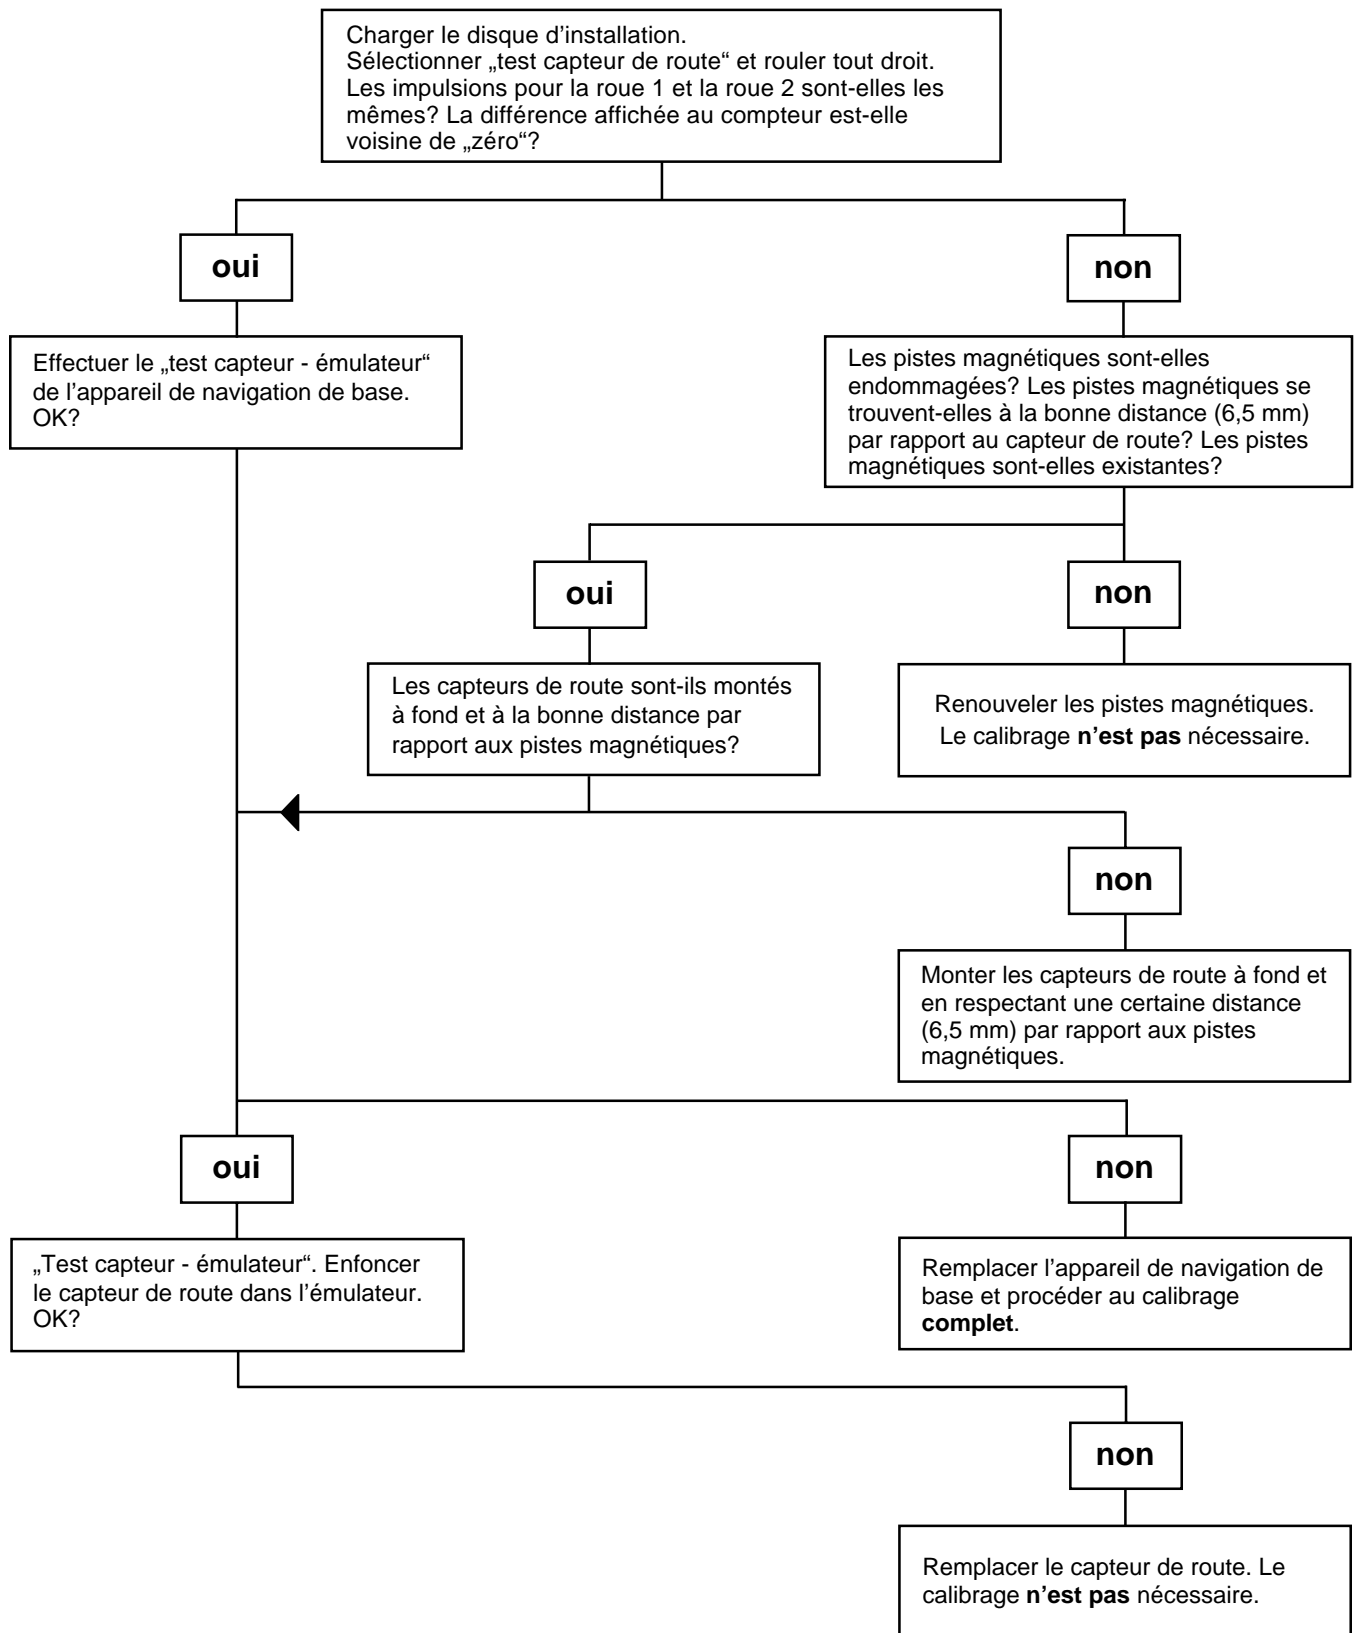 Charger le disque d’installation.
Sélectionner „test capteur de route“ et rouler tout droit.
Les impulsions pour la roue 1 et la roue 2 sont-elles les
mêmes? La différence affichée au compteur est-elle
voisine de „zéro“?
oui
non
Effectuer le „test capteur - émulateur“
de l’appareil de navigation de base.
OK?
Les pistes magnétiques sont-elles
endommagées? Les pistes magnétiques se
trouvent-elles à la bonne distance (6,5 mm)
par rapport au capteur de route? Les pistes
magnétiques sont-elles existantes?
oui
non
Les capteurs de route sont-ils montés
à fond et à la bonne distance par
rapport aux pistes magnétiques?
Renouveler les pistes magnétiques.
Le calibrage n’est pas nécessaire.
non
Monter les capteurs de route à fond et
en respectant une certaine distance
(6,5 mm) par rapport aux pistes
magnétiques.
oui
non
„Test capteur - émulateur“. Enfoncer
le capteur de route dans l’émulateur.
OK?
Remplacer l’appareil de navigation de
base et procéder au calibrage
complet.
non
Remplacer le capteur de route. Le
calibrage n’est pas nécessaire.